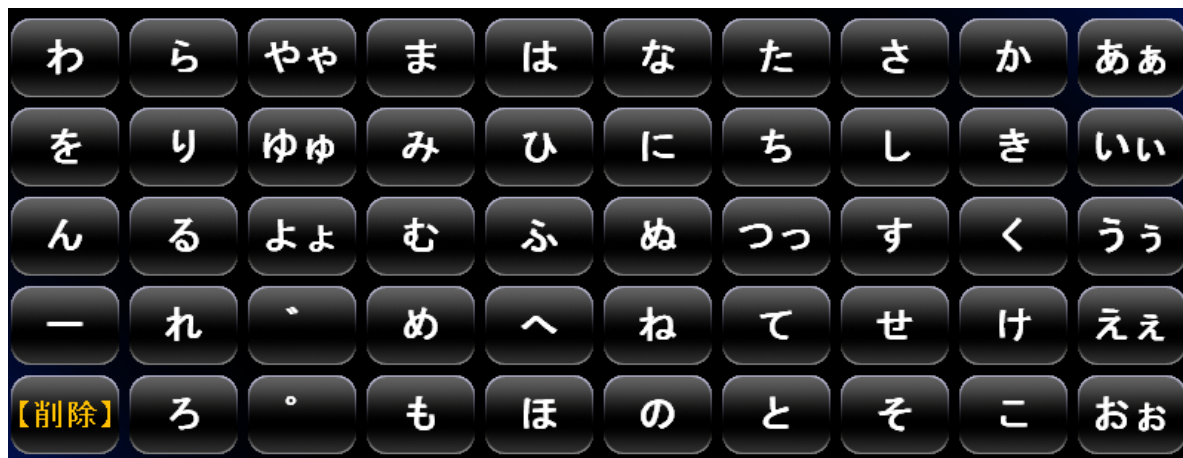 わ ら やゃ ま は な た さ か あぁ
を り ゆゅ み ひ に ち し き いぃ
ん る よょ む ふ ぬ つっ す く うぅ
ー れ ゛ め へ ね て せ け えぇ
【削除】 ろ ゜ も ほ の と そ こ おぉ